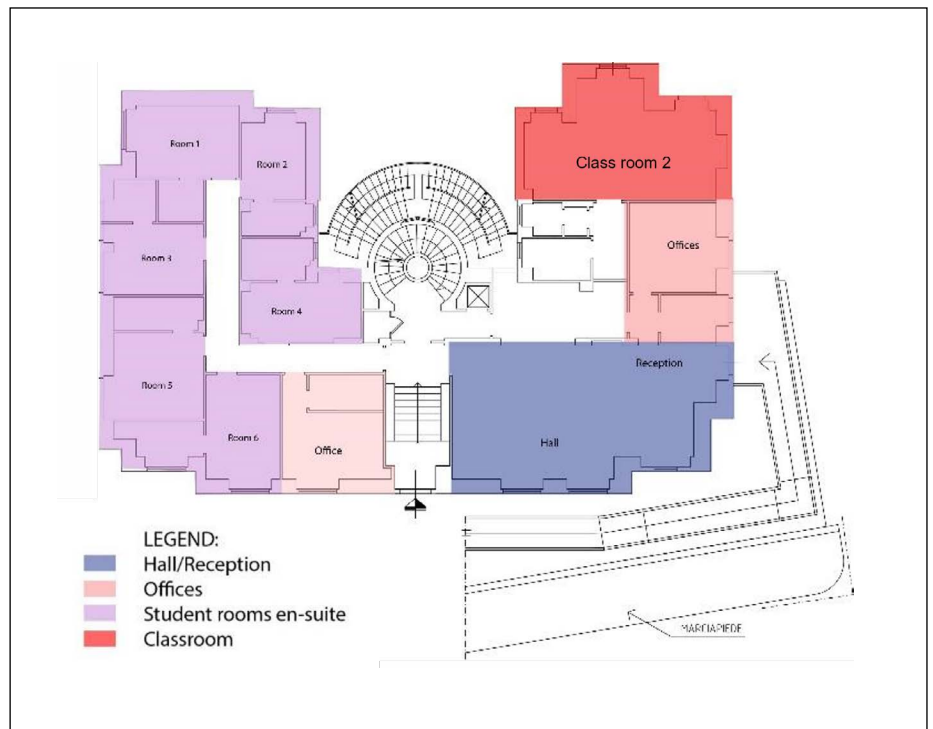 Class room 2
Room 1
Room 2
Offices
Room 3
Room 4
Reception
Room 5
Room 6
Office
Hall
LEGEND:
Hall/Reception
Offices
Student rooms en-suite
Classroom
MARCIAPIEDE